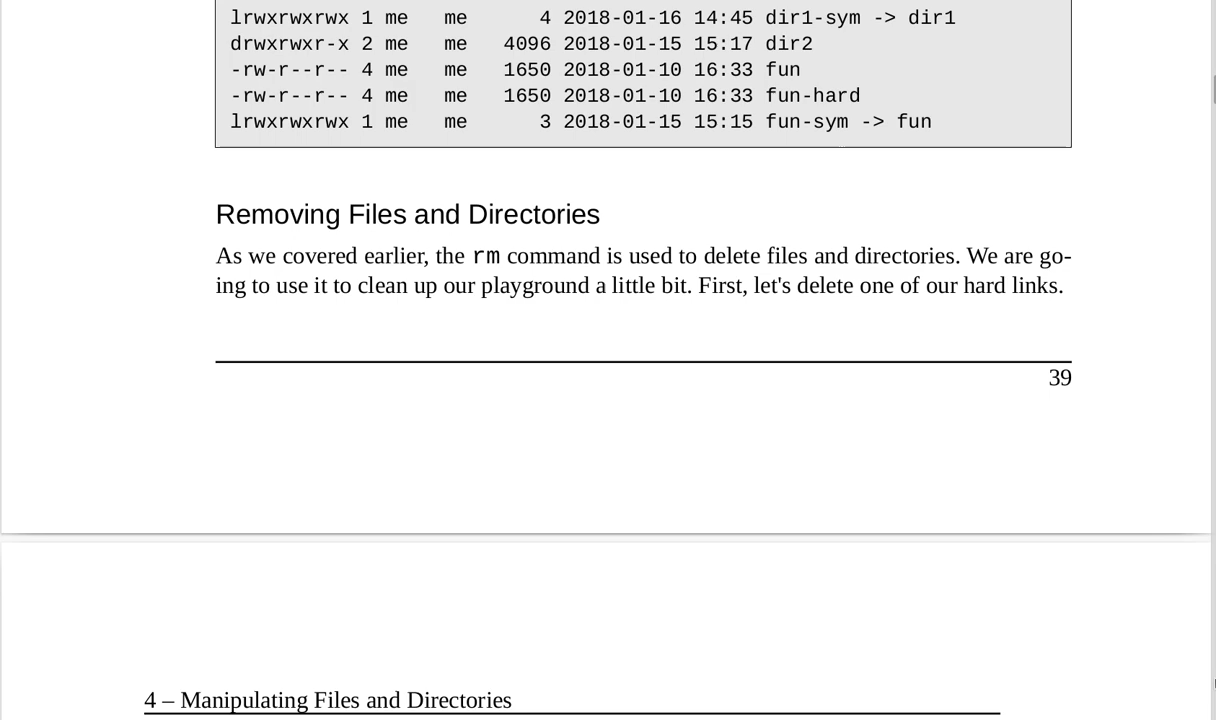 lrwxrwxrwx 1 me   me      4 2018-01-16 14:45 dir1-sym -> dir1
drwxrwxr-x 2 me   me   4096 2018-01-15 15:17 dir2
-rw-r--r-- 4 me   me   1650 2018-01-10 16:33 fun
-rw-r--r-- 4 me   me   1650 2018-01-10 16:33 fun-hard
lrwxrwxrwx 1 me   me      3 2018-01-15 15:15 fun-sym -> fun
Removing Files and Directories
As we covered earlier, the rm command is used to delete files and directories. We are go-
ing to use it to clean up our playground a little bit. First, let's delete one of our hard links.
39
4 – Manipulating Files and Directories